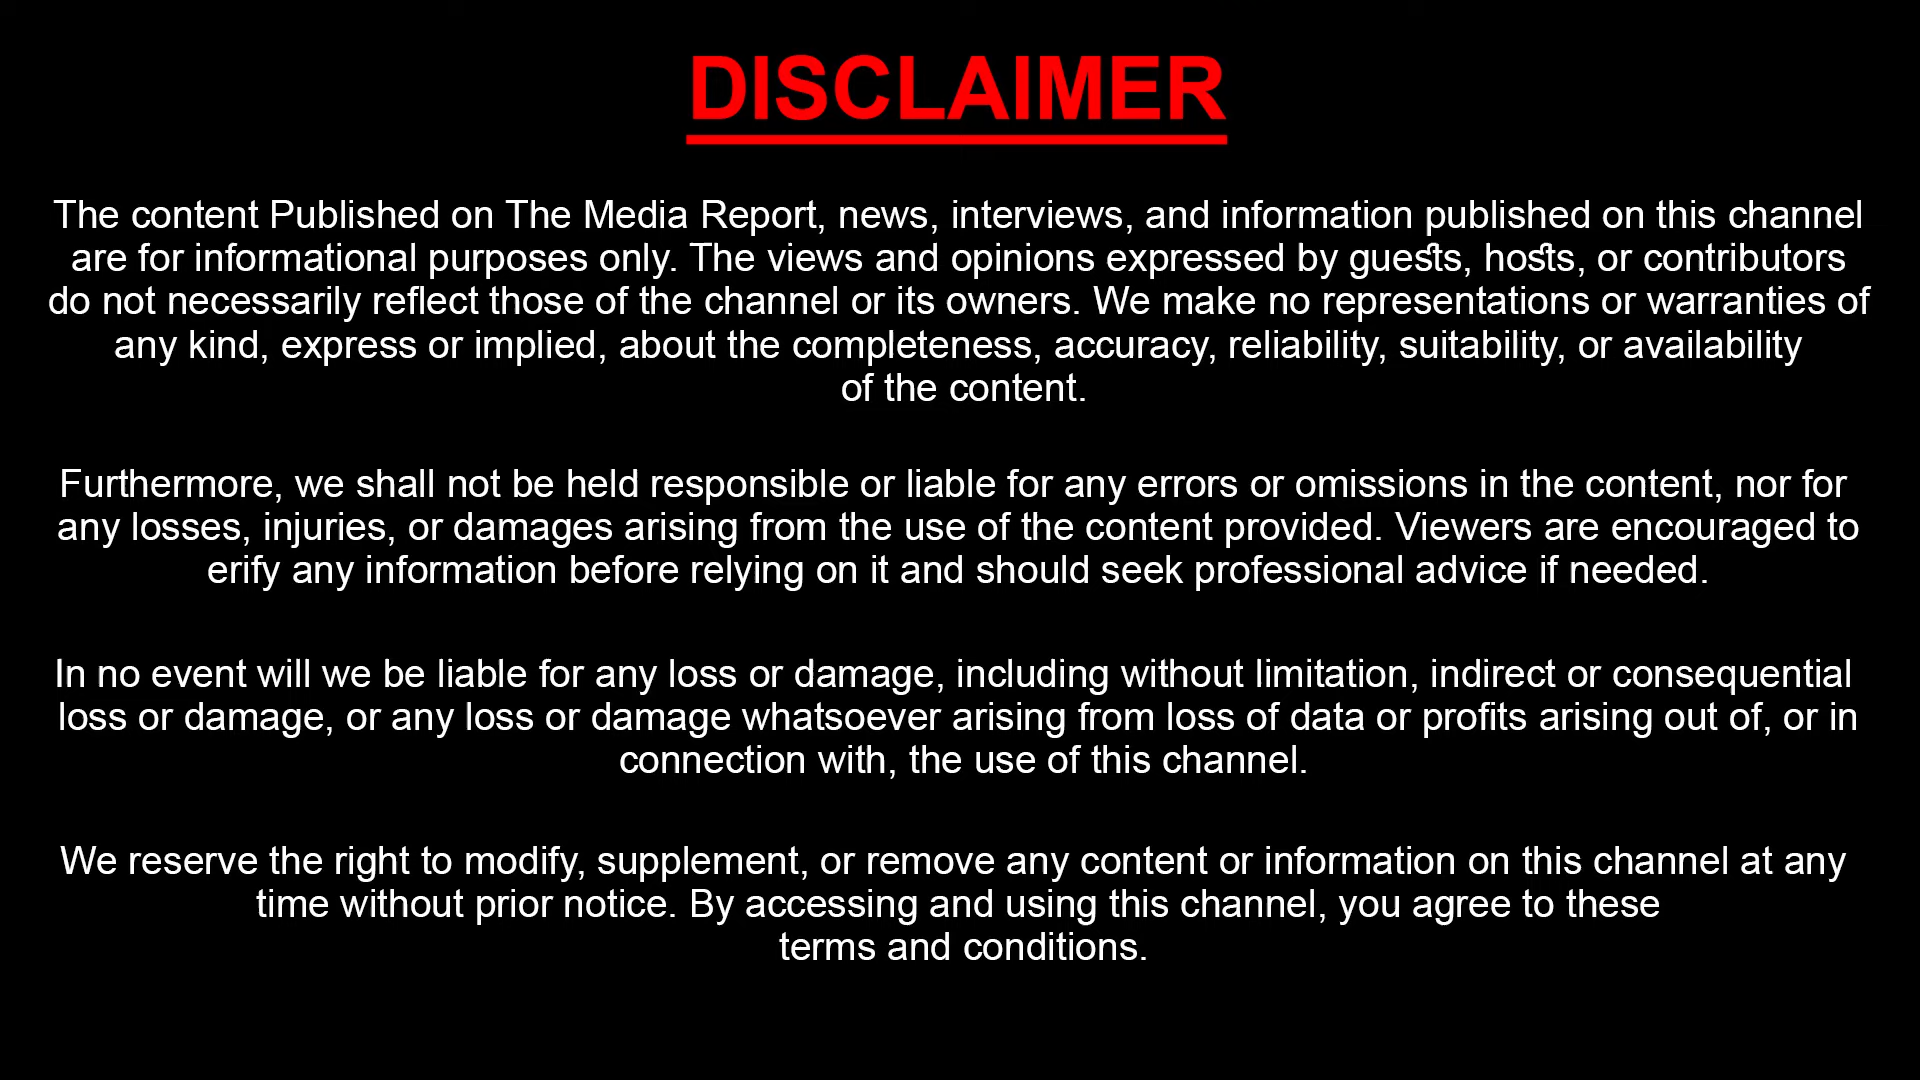 DISCLAIMER
The content Published on The Media Report, news, interviews, and information published on this channel
are for informational purposes only. The views and opinions expressed by guests, hosts, or contributors
do not necessarily reflect those of the channel or its owners. We make no representations or warranties of
any kind, express or implied, about the completeness, accuracy, reliability, suitability, or availability
of the content.
Furthermore, we shall not be held responsible or liable for any errors or omissions in the content, nor for
any losses, injuries, or damages arising from the use of the content provided. Viewers are encouraged to
erify any information before relying on it and should seek professional advice if needed.
In no event will we be liable for any loss or damage, including without limitation, indirect or consequential
loss or damage, or any loss or damage whatsoever arising from loss of data or profits arising out of, or in
connection with, the use of this channel.
We reserve the right to modify, supplement, or remove any content or information on this channel at any
time without prior notice. By accessing and using this channel, you agree to these
terms and conditions.